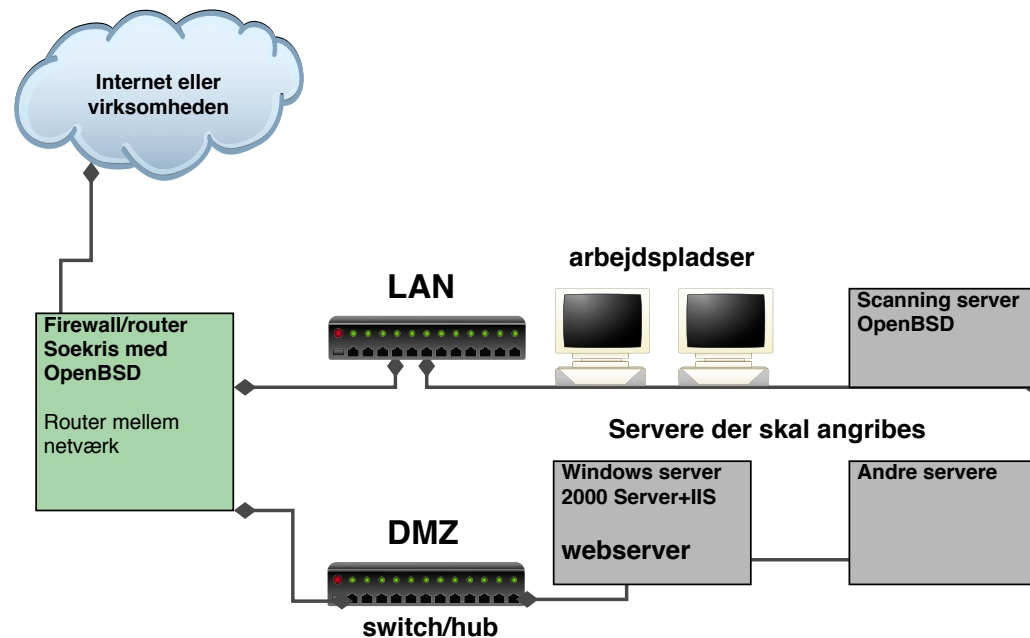 Internet eller
virksomheden
arbejdspladser
LAN
Scanning server
OpenBSD
Firewall/router
Soekris med
OpenBSD
Router mellem
netværk
Servere der skal angribes
Windows server
2000 Server+IIS
webserver
Andre servere
DMZ
switch/hub